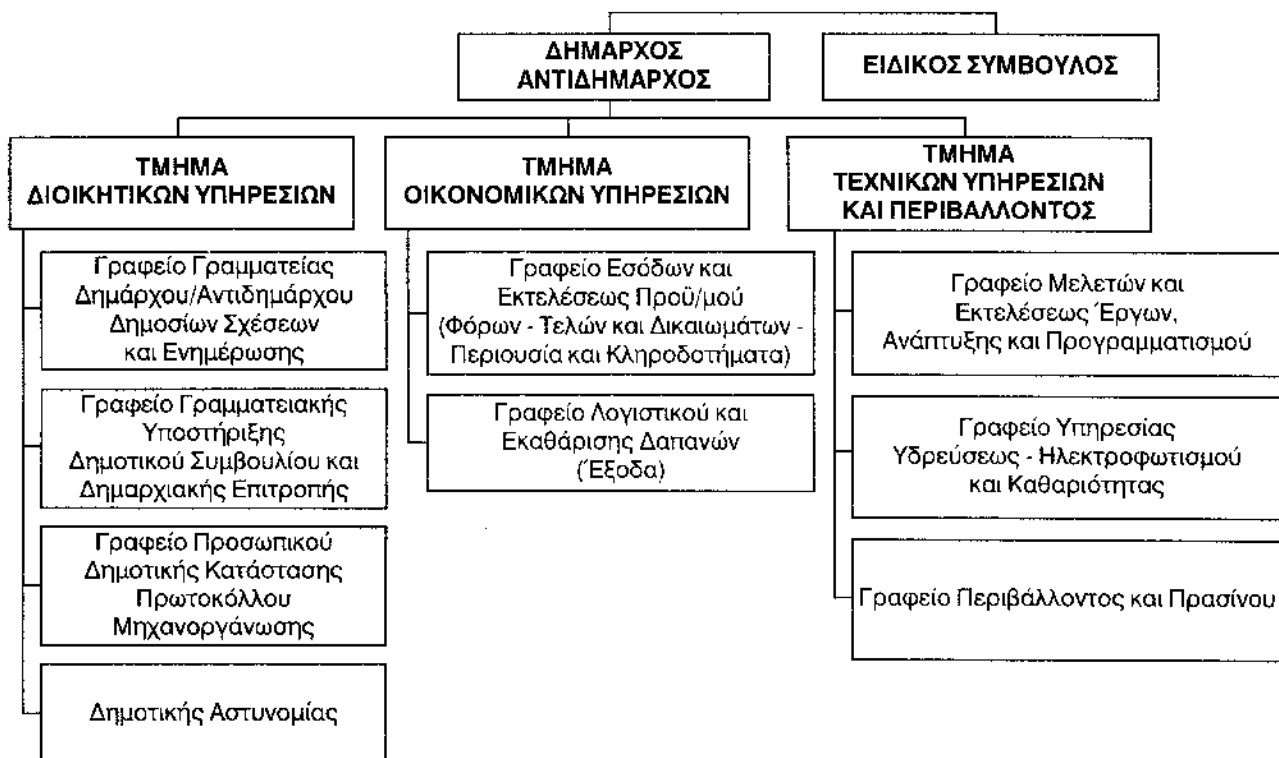 ΔΗΜΑΡΧΟΣ
ΑΝΤΙΔΗΜΑΡΧΟΣ
ΕΙΔΙΚΟΣ ΣΥΜΒΟΥΛΟΣ
ΤΜΗΜΑ
ΔΙΟΙΚΗΤΙΚΩΝ ΥΠΗΡΕΣΙΩΝ
ΤΜΗΜΑ
ΟΙΚΟΝΟΜΙΚΩΝ ΥΠΗΡΕΣΙΩΝ
ΤΜΗΜΑ
ΤΕΧΝΙΚΩΝ ΥΠΗΡΕΣΙΩΝ
ΚΑΙ ΠΕΡΙΒΑΛΛΟΝΤΟΣ
Γραφείο Γραμματείας
Δημάρχου/Αντιδημάρχου
Δημοσίων Σχέσεων
και Ενημέρωσης
Γραφείο Γραμματειακής
Υποστήριξης
Δημοτικού Συμβουλίου και
Δημαρχιακής Επιτροπής
Γραφείο Προσωπικού
Δημοτικής Κατάστασης
Πρωτοκόλλου
Μηχανοργάνωσης
Δημοτικής Αστυνομίας
Γραφείο Εσόδων και
Εκτελέσεως Προϋ/μού
(Φόρων - Τελών και Δικαιωμάτων -
Περιουσία και Κληροδοτήματα)
Γραφείο Λογιστικού και
Εκαθάρισης Δαπανών
(Έξοδα)
Γραφείο Μελετών και
Εκτελέσεως Έργων,
Ανάπτυξης και Προγραμματισμού
Γραφείο Υπηρεσίας
Υδρεύσεως - Ηλεκτροφωτισμού
και Καθαριότητας
Γραφείο Περιβάλλοντος και Πρασίνου